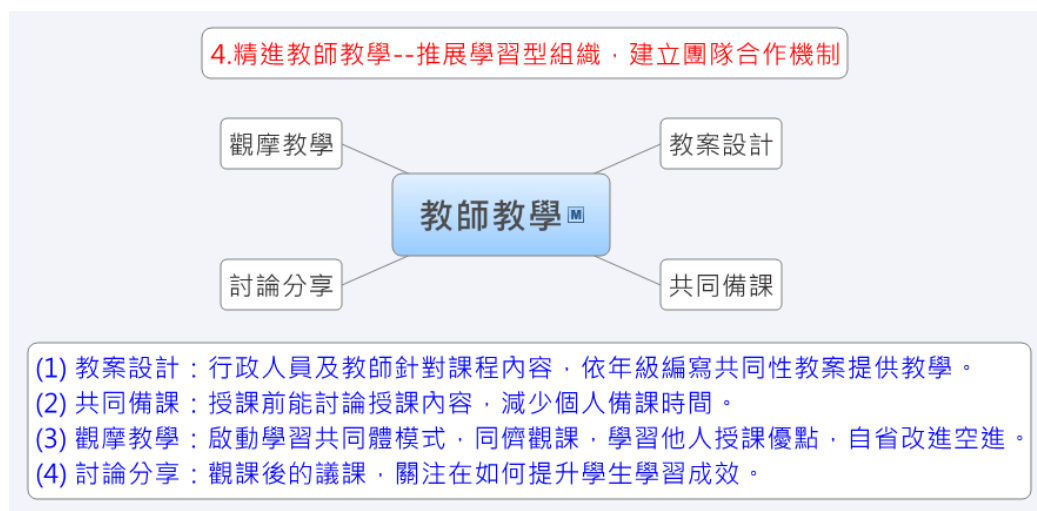 4.精進教師教學--推展學習型組織，建立團隊合作機制
觀摩教學
教案設計
教師教學 M
討論分享
共同備課
(1) 教案設計：行政人員及教師針對課程內容，依年級編寫共同性教案提供教學。
(2) 共同備課：授課前能討論授課內容，減少個人備課時間。
(3) 觀摩教學：啟動學習共同體模式，同儕觀課，學習他人授課優點，自省改進空進。
(4) 討論分享：觀課後的議課，關注在如何提升學生學習成效。